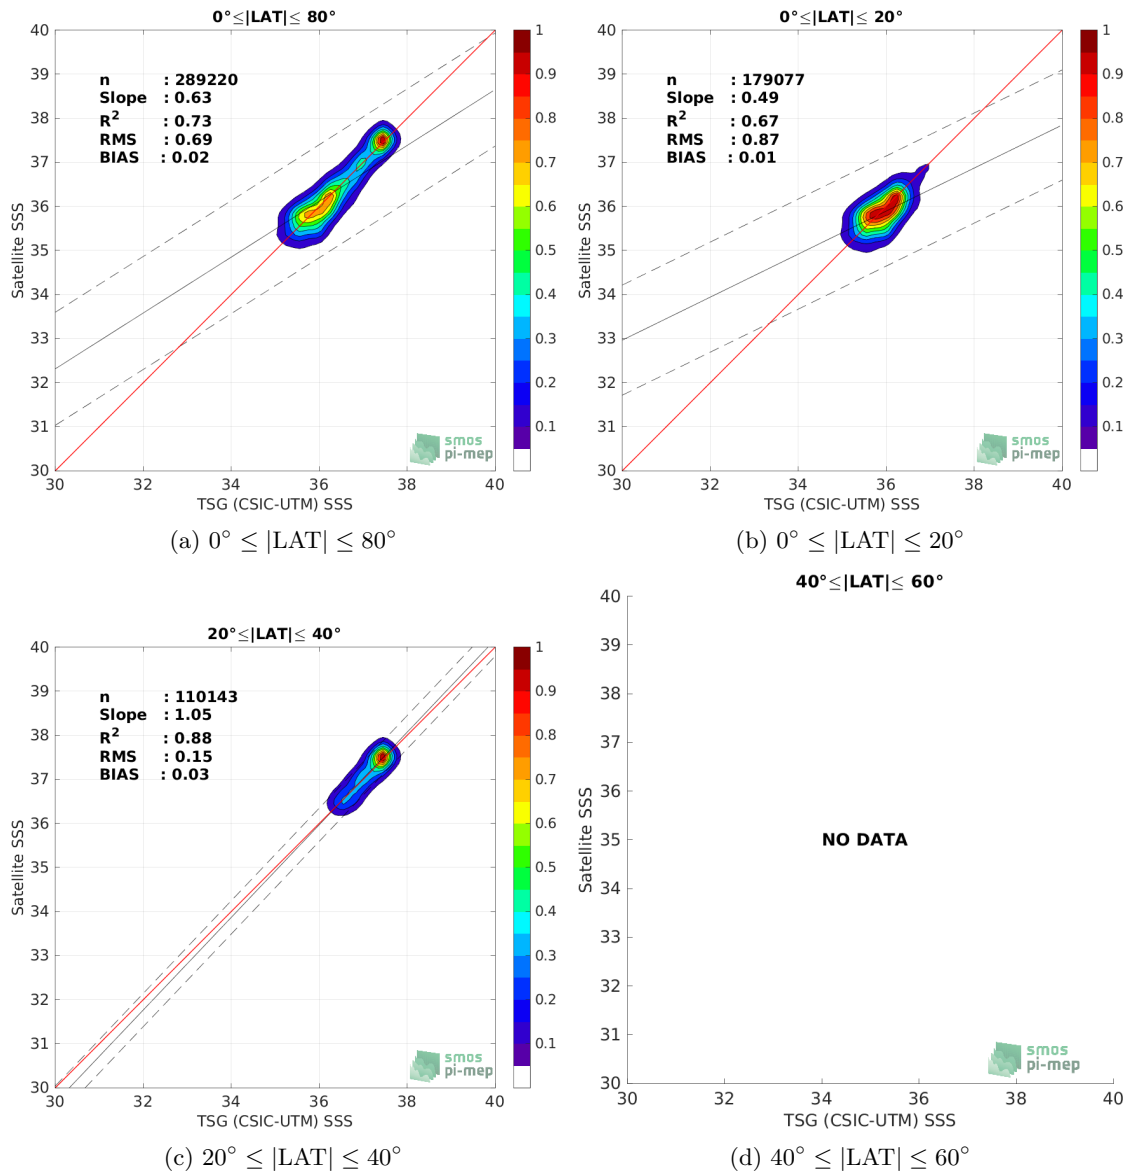 0°≤|LAT|≤ 80°
n : 289220
Slope : 0.63
R² : 0.73
RMS : 0.69
BIAS : 0.02
40
39
38
37
36
35
34
33
32
31
30
30 32 34 36 38 40
Satellite SSS
TSG (CSIC-UTM) SSS
1
0.9
0.8
0.7
0.6
0.5
0.4
0.3
0.2
0.1
smos
pi-mep
(a) 0° ≤ |LAT| ≤ 80°
0°≤|LAT|≤ 20°
n : 179077
Slope : 0.49
R² : 0.67
RMS : 0.87
BIAS : 0.01
40
39
38
37
36
35
34
33
32
31
30
30 32 34 36 38 40
Satellite SSS
TSG (CSIC-UTM) SSS
1
0.9
0.8
0.7
0.6
0.5
0.4
0.3
0.2
0.1
smos
pi-mep
(b) 0° ≤ |LAT| ≤ 20°
20°≤|LAT|≤ 40°
n : 110143
Slope : 1.05
R² : 0.88
RMS : 0.15
BIAS : 0.03
40
39
38
37
36
35
34
33
32
31
30
30 32 34 36 38 40
Satellite SSS
TSG (CSIC-UTM) SSS
1
0.9
0.8
0.7
0.6
0.5
0.4
0.3
0.2
0.1
smos
pi-mep
(c) 20° ≤ |LAT| ≤ 40°
40°≤|LAT|≤ 60°
40
39
38
37
36
35
34
33
32
31
30
30 32 34 36 38 40
Satellite SSS
NO DATA
TSG (CSIC-UTM) SSS
smos
pi-mep
(d) 40° ≤ |LAT| ≤ 60°